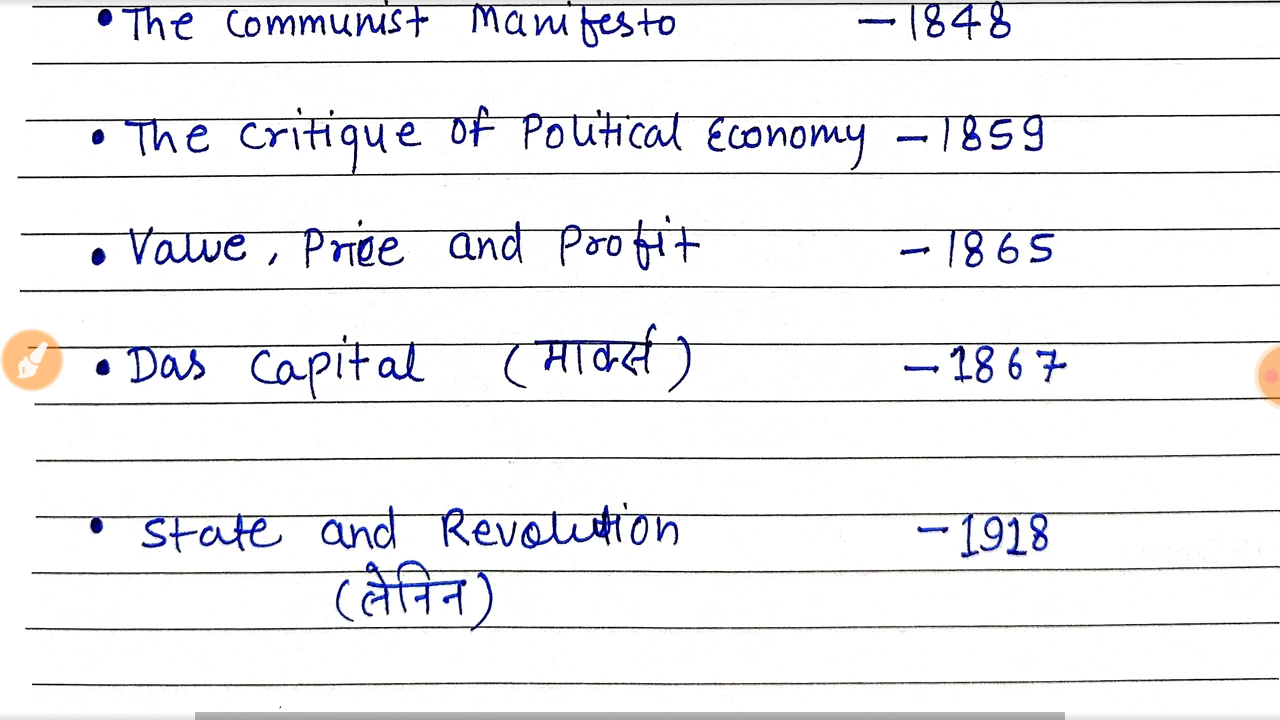 • The Communist Manifesto - 1848
• The Critique of Political Economy - 1859
• Value, Price and Profit - 1865
• Das Capital (मार्क्स) - 1867
• State and Revolution - 1918
(लेनिन)